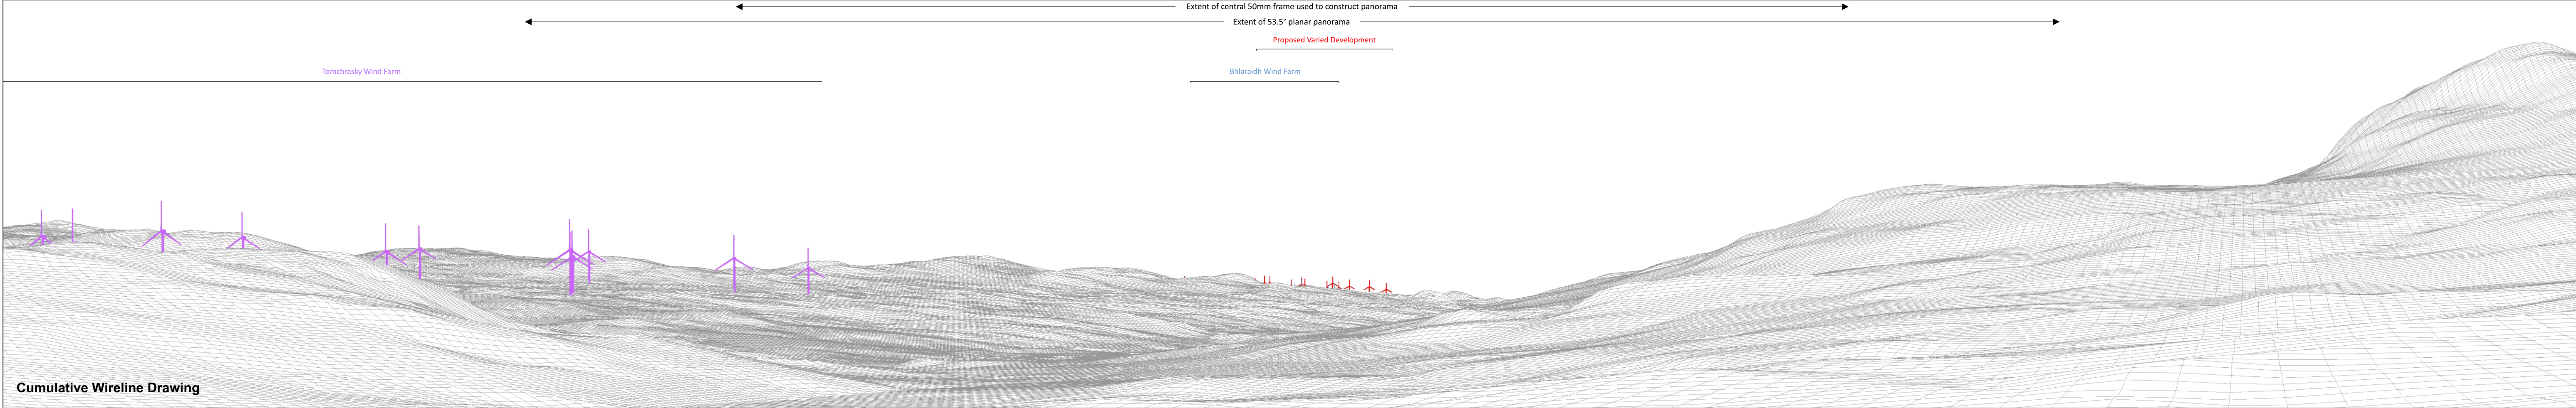 Extent of central 50mm frame used to construct panorama
Extent of 53.5° planar panorama
Proposed Varied Development
Tomchrasky Wind Farm
Bhlaraidh Wind Farm
Cumulative Wireline Drawing